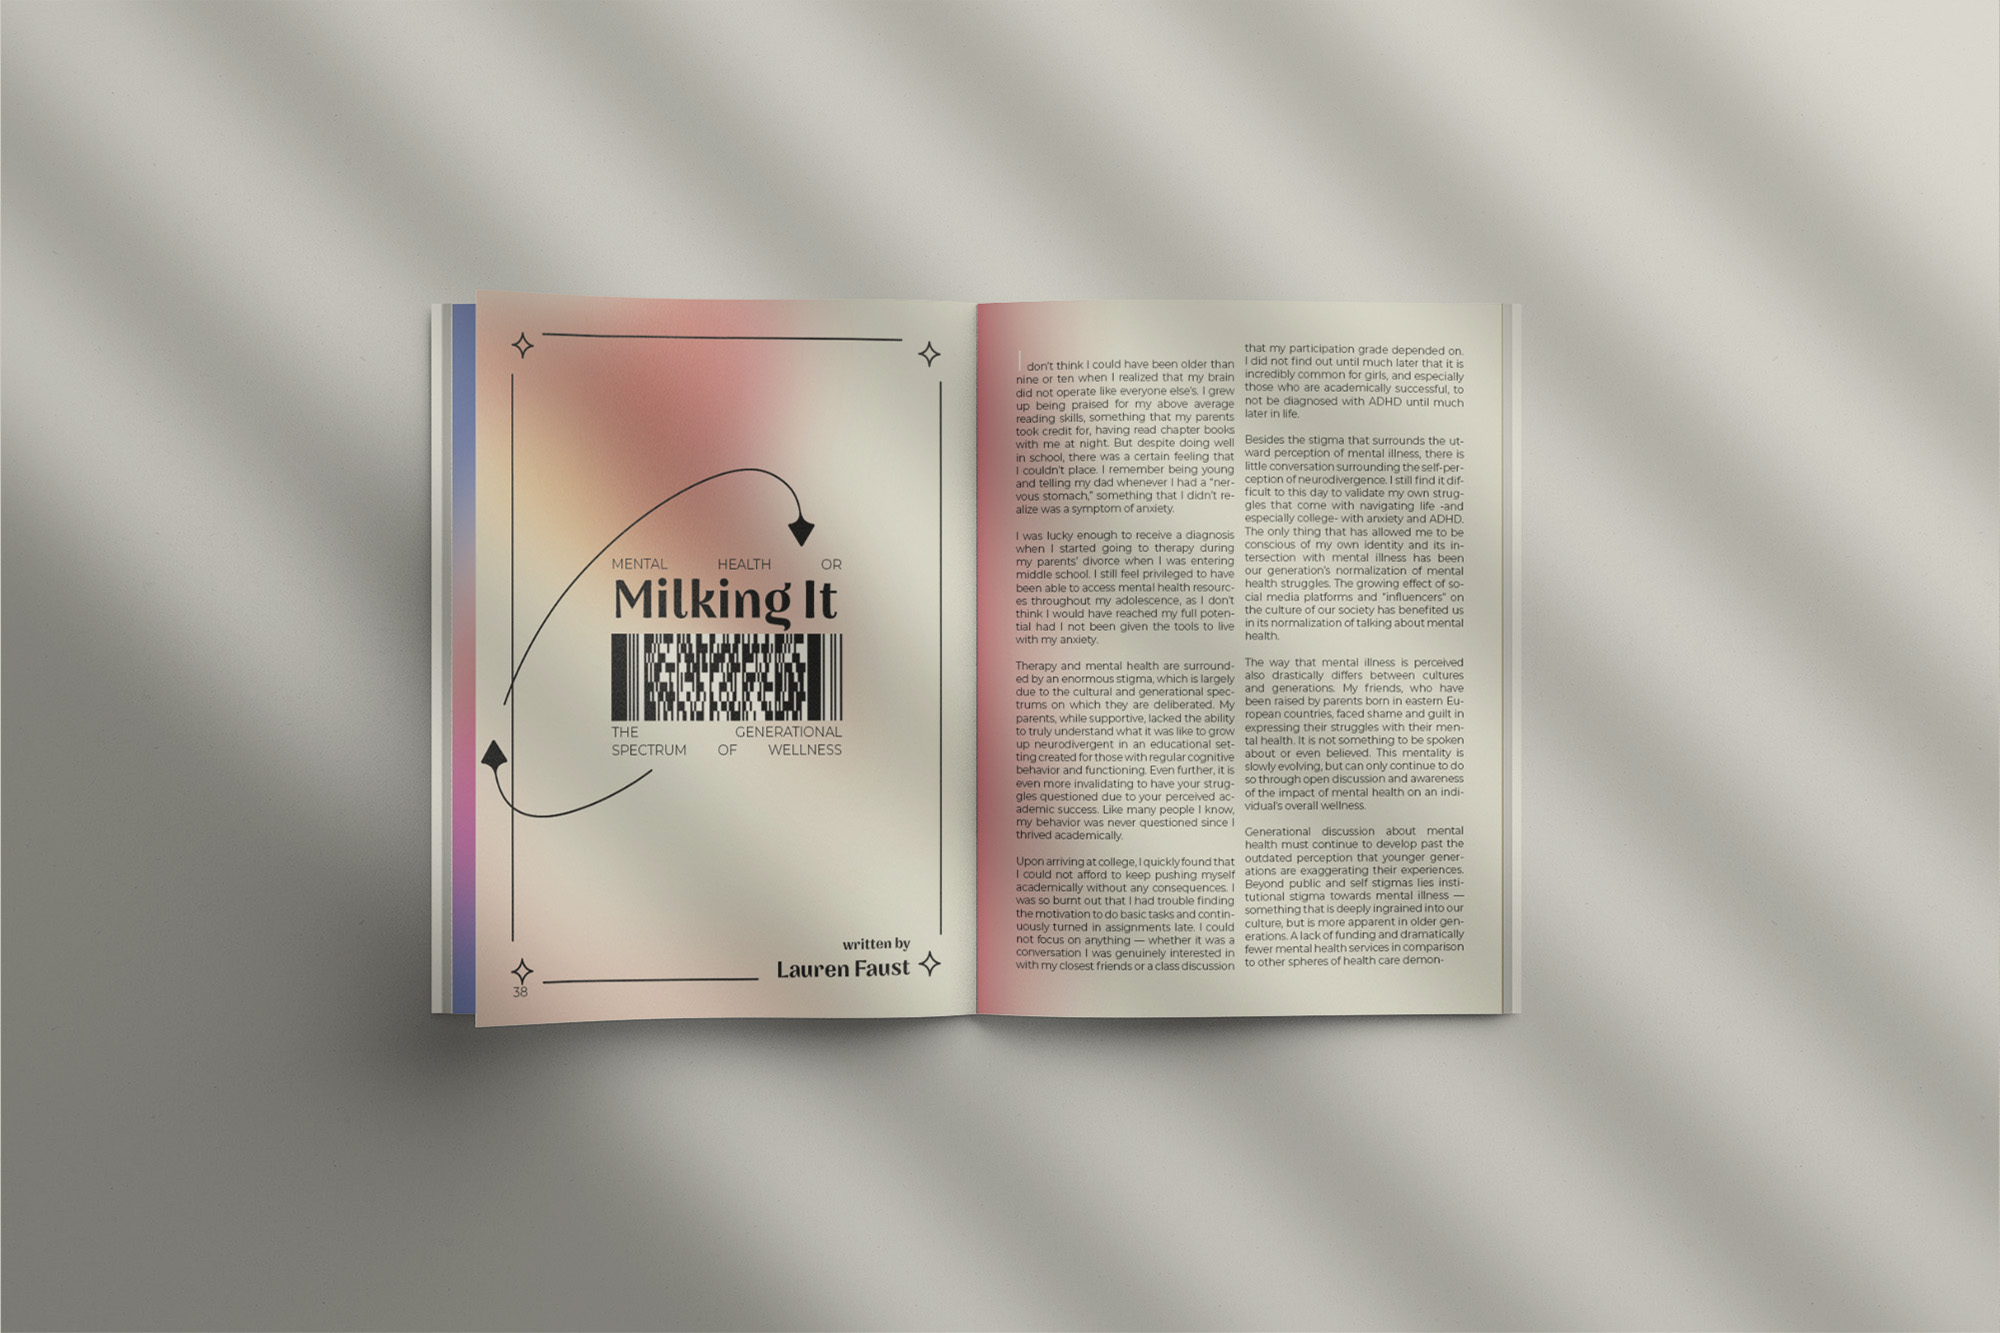 MENTAL HEALTH OR
Milking It
THE GENERATIONAL
SPECTRUM OF WELLNESS
written by
Lauren Faust
38
I don't think I could have been older than
nine or ten when I realized that my brain
did not operate like everyone else's. I grew
up being praised for my above average
reading skills, something that my parents
took credit for, having read chapter books
with me at night. But despite doing well
in school, there was a certain feeling that
I couldn't place. I remember being young
and telling my dad whenever I had a "ner-
vous stomach," something that I didn't re-
alize was a symptom of anxiety.
I was lucky enough to receive a diagnosis
when I started going to therapy during
my parents' divorce when I was entering
middle school. I still feel privileged to have
been able to access mental health resourc-
es throughout my adolescence, as I don't
think I would have reached my full poten-
tial had I not been given the tools to live
with my anxiety.
Therapy and mental health are surround-
ed by an enormous stigma, which is largely
due to the cultural and generational spec-
trums on which they are deliberated. My
parents, while supportive, lacked the ability
to truly understand what it was like to grow
up neurodivergent in an educational set-
ting created for those with regular cognitive
behavior and functioning. Even further, it is
even more invalidating to have your strug-
gles questioned due to your perceived ac-
ademic success. Like many people I know,
my behavior was never questioned since I
thrived academically.
Upon arriving at college, I quickly found that
I could not afford to keep pushing myself
academically without any consequences. I
was so burnt out that I had trouble finding
the motivation to do basic tasks and contin-
uously turned in assignments late. I could
not focus on anything — whether it was a
conversation I was genuinely interested in
with my closest friends or a class discussion
that my participation grade depended on.
I did not find out until much later that it is
incredibly common for girls, and especially
those who are academically successful, to
not be diagnosed with ADHD until much
later in life.
Besides the stigma that surrounds the ut-
ward perception of mental illness, there is
little conversation surrounding the self-per-
ception of neurodivergence. I still find it dif-
ficult to this day to validate my own strug-
gles that come with navigating life -and
especially college- with anxiety and ADHD.
The only thing that has allowed me to be
conscious of my own identity and its in-
tersection with mental illness has been
our generation's normalization of mental
health struggles. The growing effect of so-
cial media platforms and "influencers" on
the culture of our society has benefited us
in its normalization of talking about mental
health.
The way that mental illness is perceived
also drastically differs between cultures
and generations. My friends, who have
been raised by parents born in eastern Eu-
ropean countries, faced shame and guilt in
expressing their struggles with their men-
tal health. It is not something to be spoken
about or even believed. This mentality is
slowly evolving, but can only continue to do
so through open discussion and awareness
of the impact of mental health on an indi-
vidual's overall wellness.
Generational discussion about mental
health must continue to develop past the
outdated perception that younger gener-
ations are exaggerating their experiences.
Beyond public and self stigmas lies insti-
tutional stigma towards mental illness —
something that is deeply ingrained into our
culture, but is more apparent in older gen-
erations. A lack of funding and dramatically
fewer mental health services in comparison
to other spheres of health care demon-